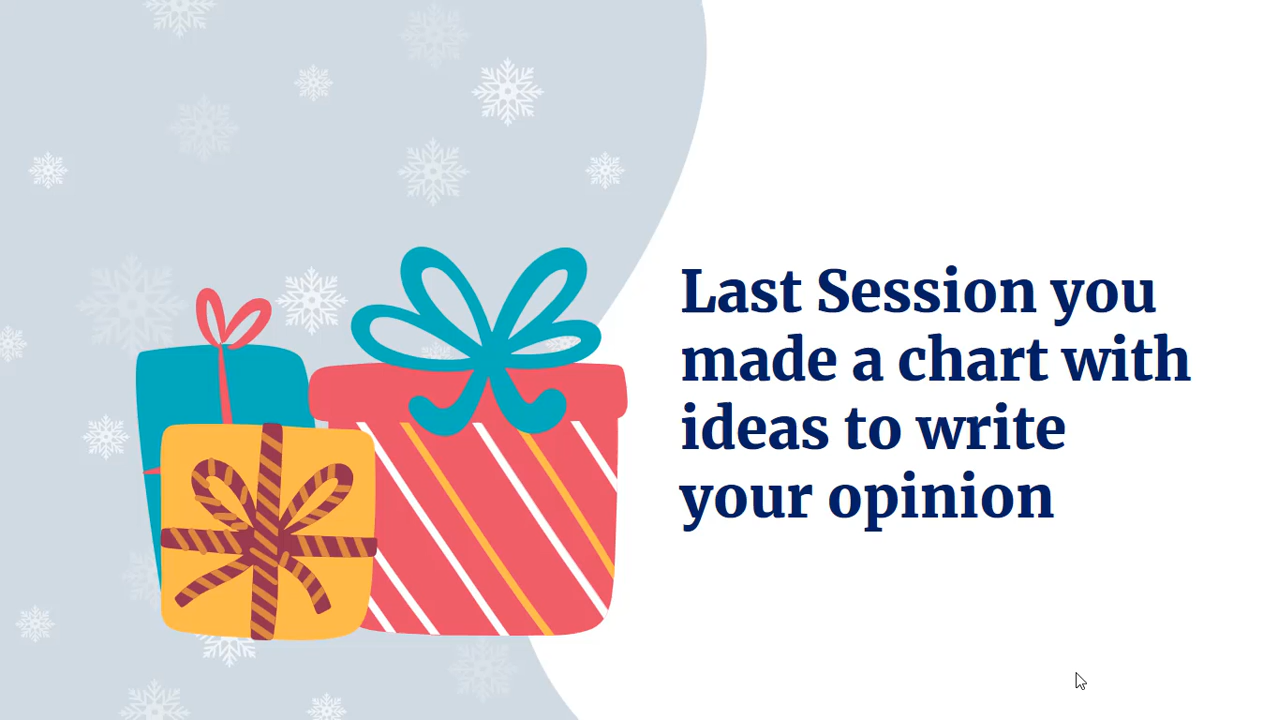 Last Session you
made a chart with
ideas to write
your opinion